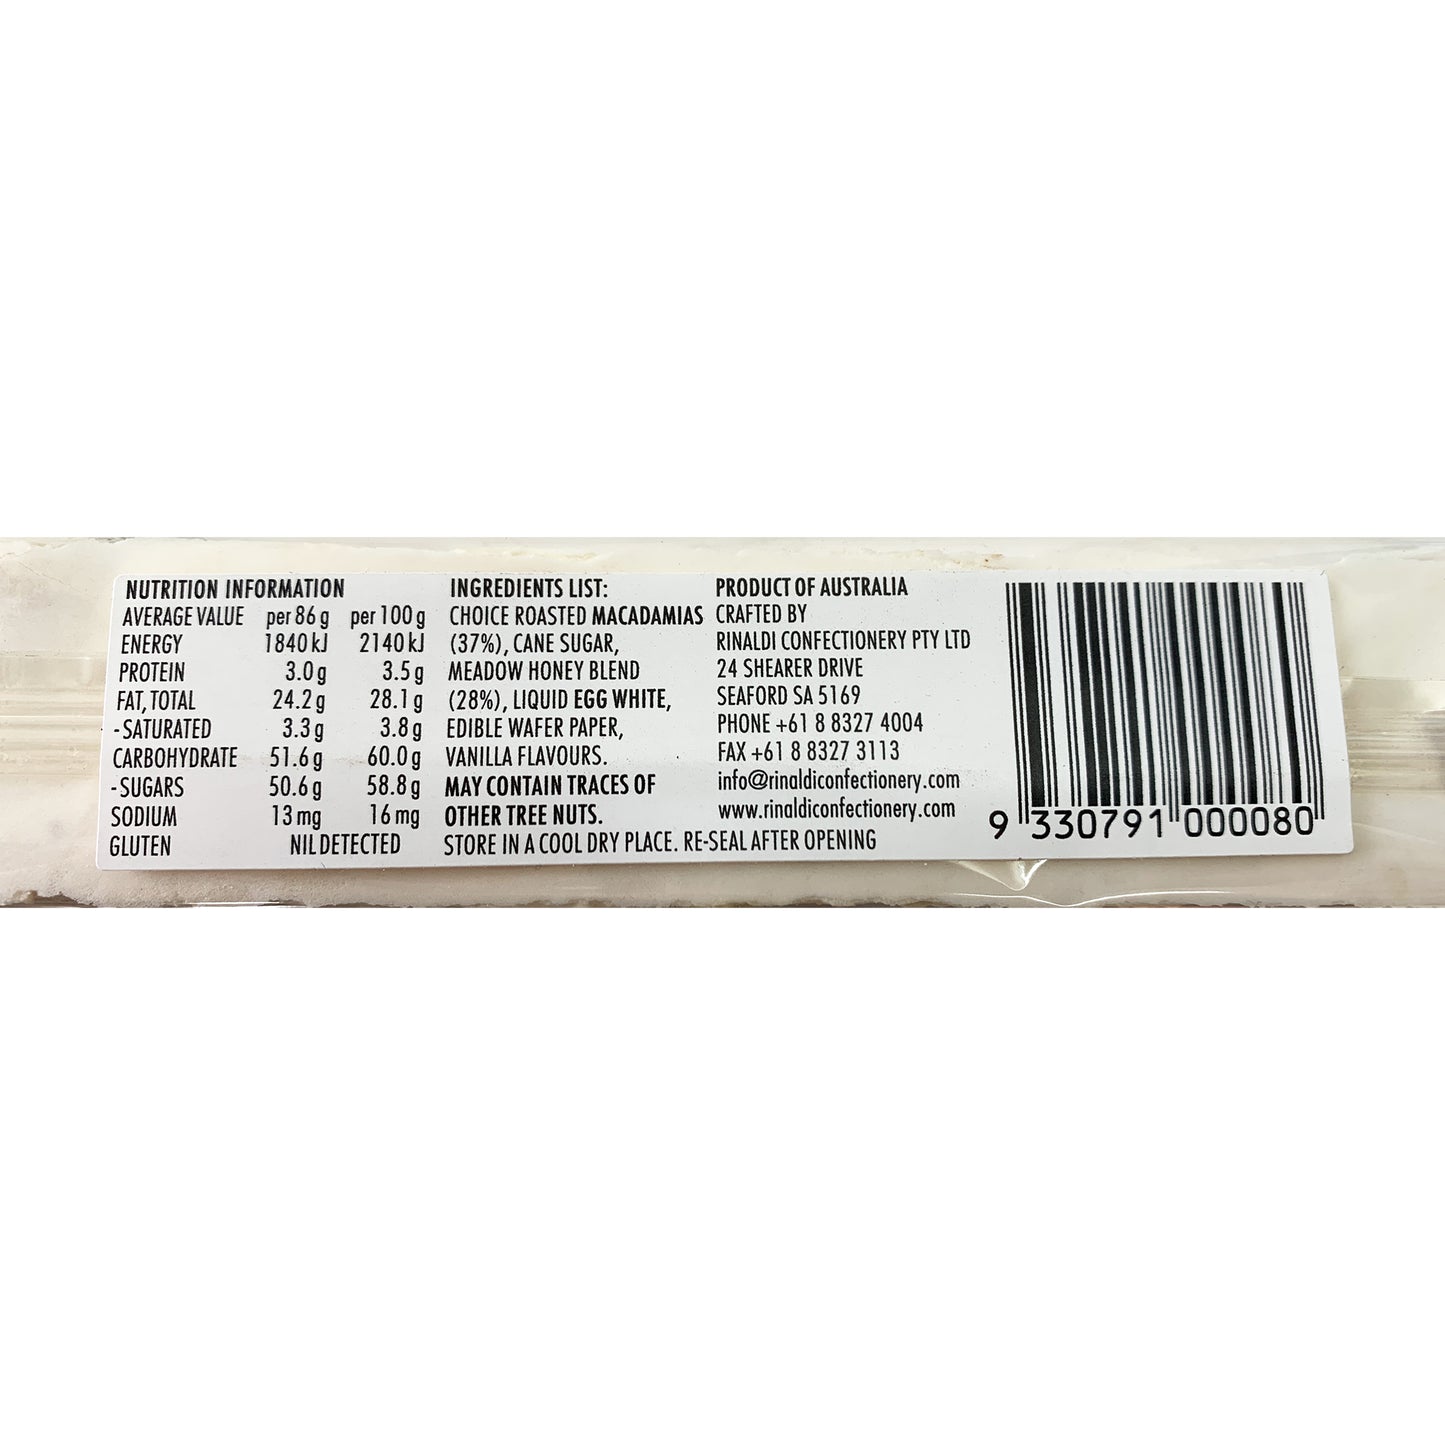 NUTRITION INFORMATION
AVERAGE VALUE per 86 g per 100 g
ENERGY 1840 kJ 2140 kJ
PROTEIN 3.0 g 3.5 g
FAT, TOTAL 24.2 g 28.1 g
- SATURATED 3.3 g 3.8 g
CARBOHYDRATE 51.6 g 60.0 g
- SUGARS 50.6 g 58.8 g
SODIUM 13 mg 16 mg
GLUTEN NIL DETECTED
INGREDIENTS LIST:
CHOICE ROASTED MACADAMIAS
(37%), CANE SUGAR,
MEADOW HONEY BLEND
(28%), LIQUID EGG WHITE,
EDIBLE WAFER PAPER,
VANILLA FLAVOURS.
MAY CONTAIN TRACES OF
OTHER TREE NUTS.
STORE IN A COOL DRY PLACE. RE-SEAL AFTER OPENING
PRODUCT OF AUSTRALIA
CRAFTED BY
RINALDI CONFECTIONERY PTY LTD
24 SHEARER DRIVE
SEAFORD SA 5169
PHONE +61 8 8327 4004
FAX +61 8 8327 3113
info@rinaldiconfectionery.com
www.rinaldiconfectionery.com
9 330791 000080